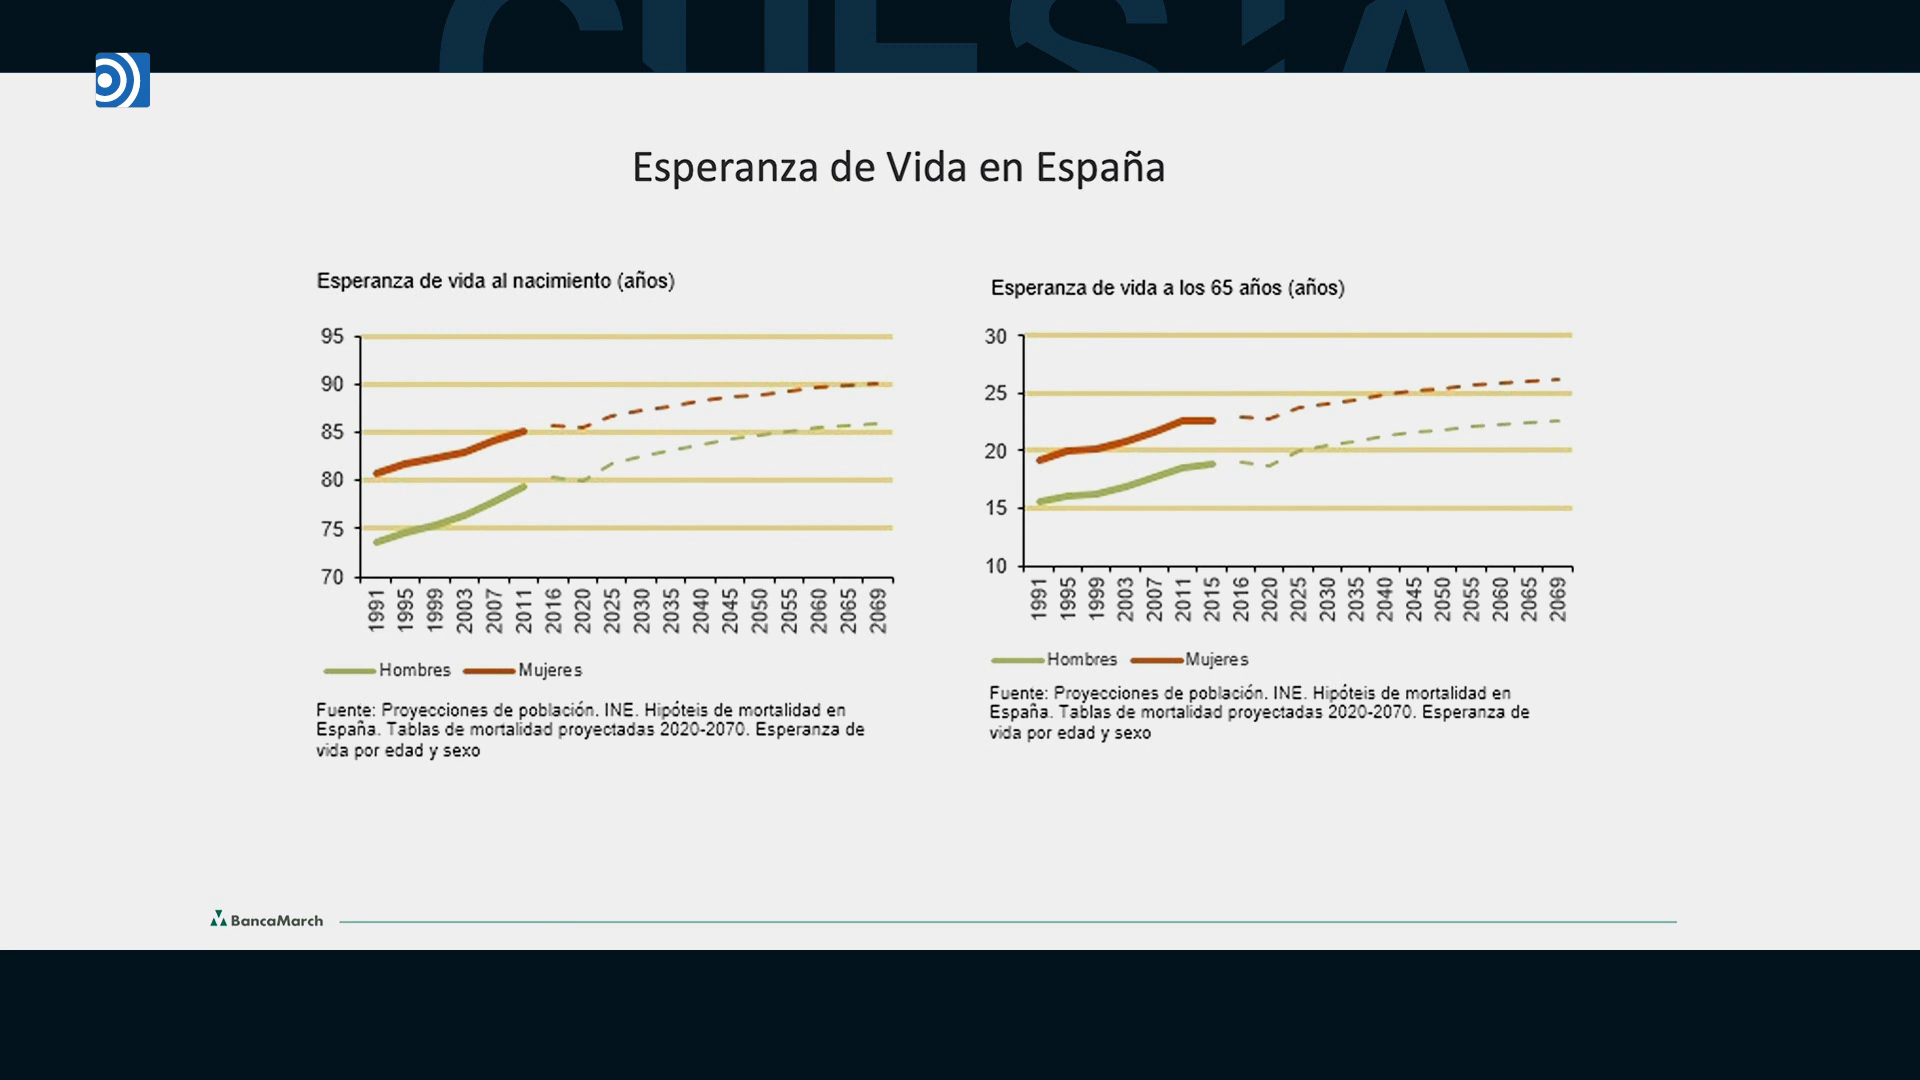 CUESTA
Esperanza de Vida en España
Esperanza de vida al nacimiento (años)
95
90
85
80
75
70
1991 1995 1999 2003 2007 2011 2016 2020 2025 2030 2035 2040 2045 2050 2055 2060 2065 2069
Hombres Mujeres
Fuente: Proyecciones de población. INE. Hipóteis de mortalidad en
España. Tablas de mortalidad proyectadas 2020-2070. Esperanza de
vida por edad y sexo
Esperanza de vida a los 65 años (años)
30
25
20
15
10
1991 1995 1999 2003 2007 2011 2015 2016 2020 2025 2030 2035 2040 2045 2050 2055 2060 2065 2069
Hombres Mujeres
Fuente: Proyecciones de población. INE. Hipóteis de mortalidad en
España. Tablas de mortalidad proyectadas 2020-2070. Esperanza de
vida por edad y sexo
BancaMarch